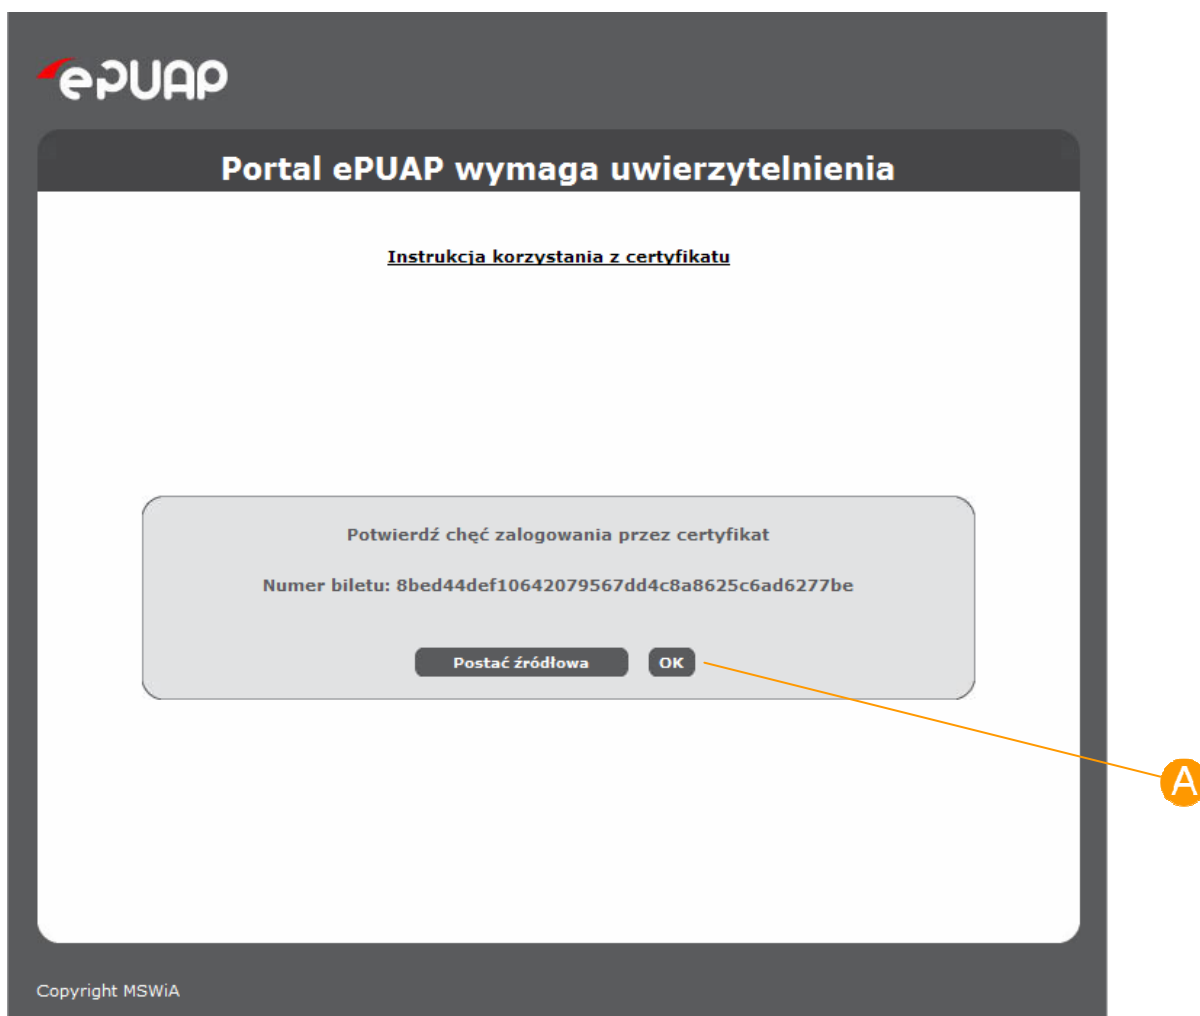 ePUAP
Portal ePUAP wymaga uwierzytelnienia
Instrukcja korzystania z certyfikatu
Potwierdź chęć zalogowania przez certyfikat
Numer biletu: 8bed44def10642079567dd4c8a8625c6ad6277be
Postać źródłowa OK
A
Copyright MSWiA